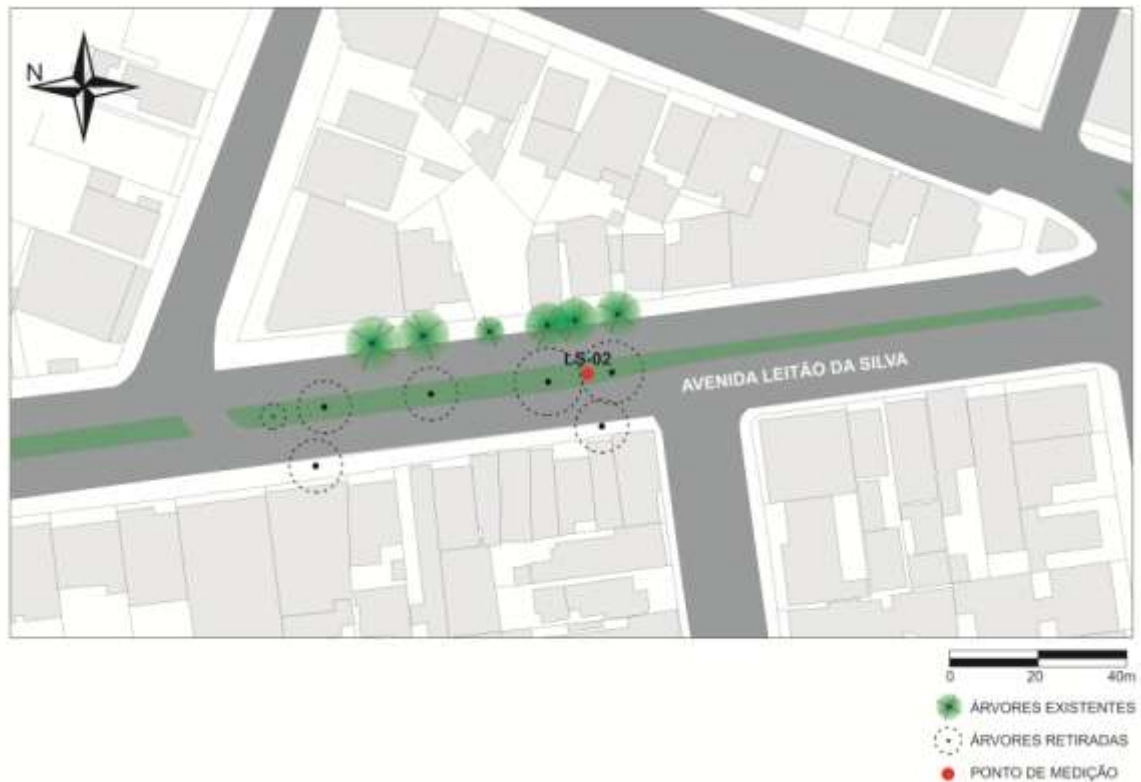 N
LS-02
AVENIDA LEITÃO DA SILVA
0 20 40m
ÁRVORES EXISTENTES
ÁRVORES RETIRADAS
PONTO DE MEDIÇÃO